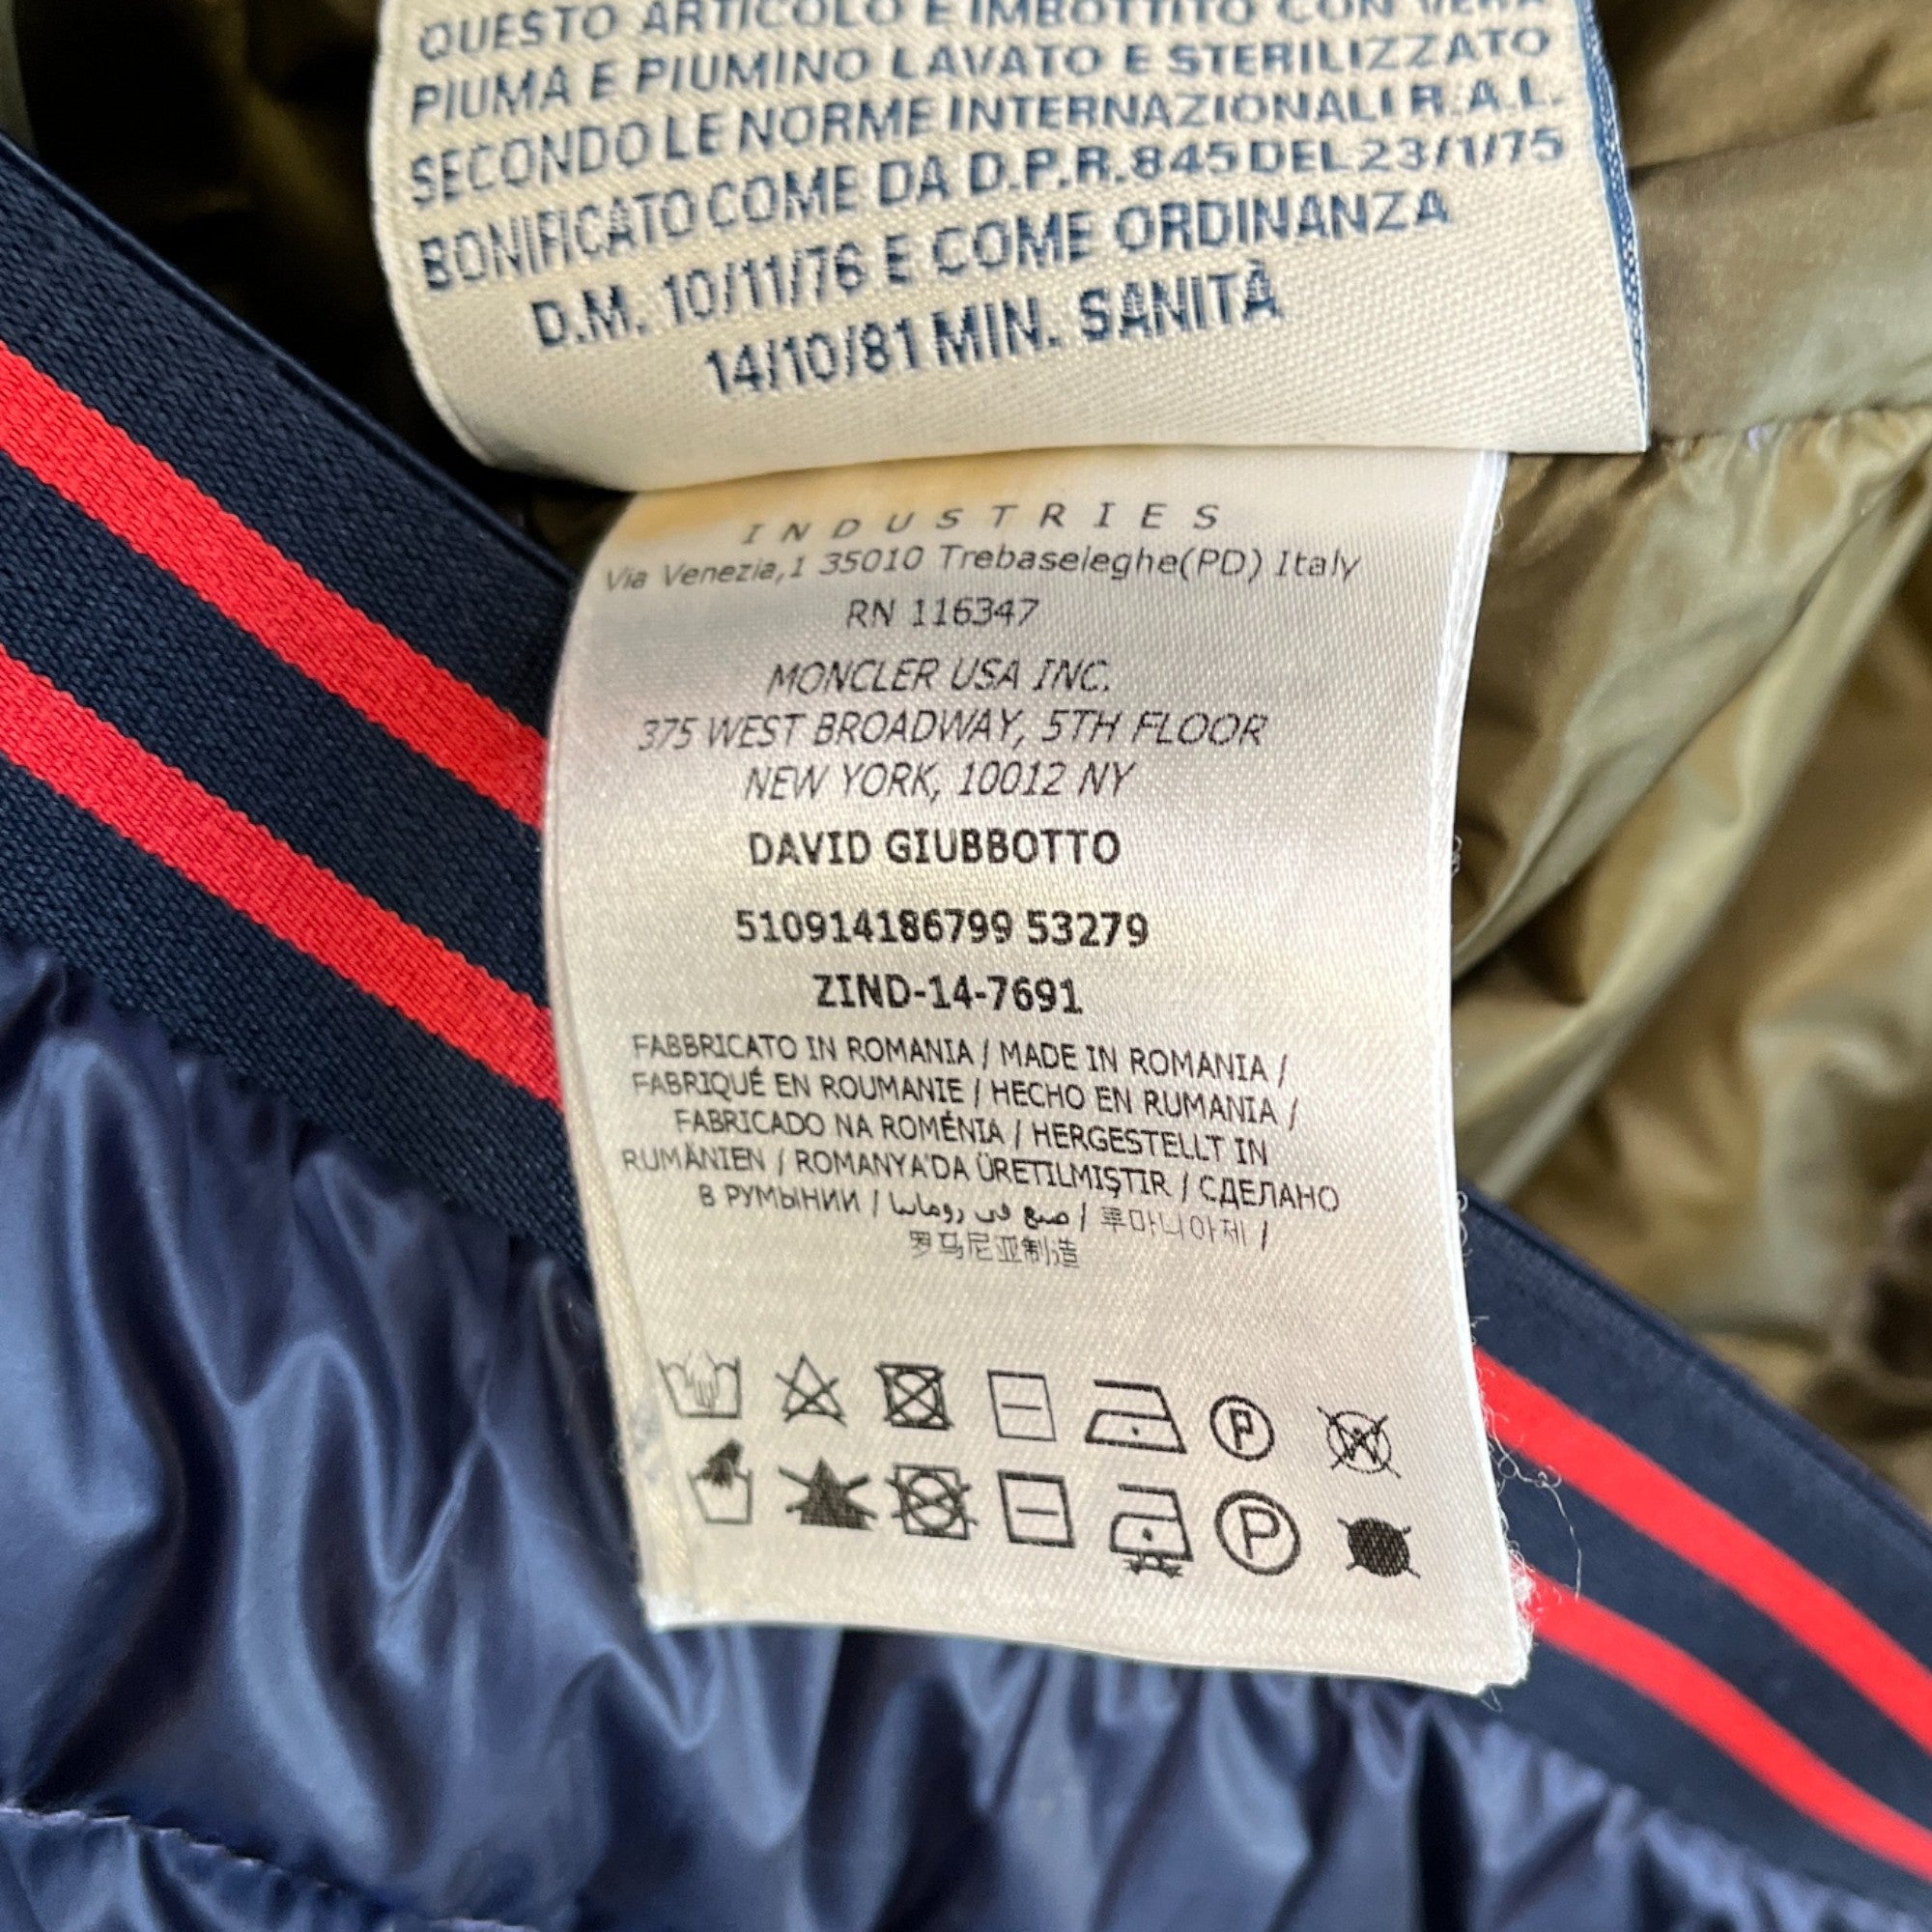 QUESTO ARTICOLO È IMBOTTITO CON VERA
PIUMA E PIUMINO LAVATO E STERILIZZATO
SECONDO LE NORME INTERNAZIONALI R.A.L.
BONIFICATO COME DA D.P.R.845 DEL 23/1/75
D.M. 10/11/76 E COME ORDINANZA
14/10/81 MIN. SANITÀ
INDUSTRIES
Via Venezia,1 35010 Trebaseleghe(PD) Italy
RN 116347
MONCLER USA INC.
375 WEST BROADWAY, 5TH FLOOR
NEW YORK, 10012 NY
DAVID GIUBBOTTO
510914186799 53279
ZIND-14-7691
FABBRICATO IN ROMANIA / MADE IN ROMANIA /
FABRIQUÉ EN ROUMANIE / HECHO EN RUMANIA /
FABRICADO NA ROMÉNIA / HERGESTELLT IN
RUMÄNIEN / ROMANYA'DA ÜRETILMIŞTIR / СДЕЛАНО
В РУМЫНИИ / صنع في رومانيا / 루마니아제 /
罗马尼亚制造
P
P